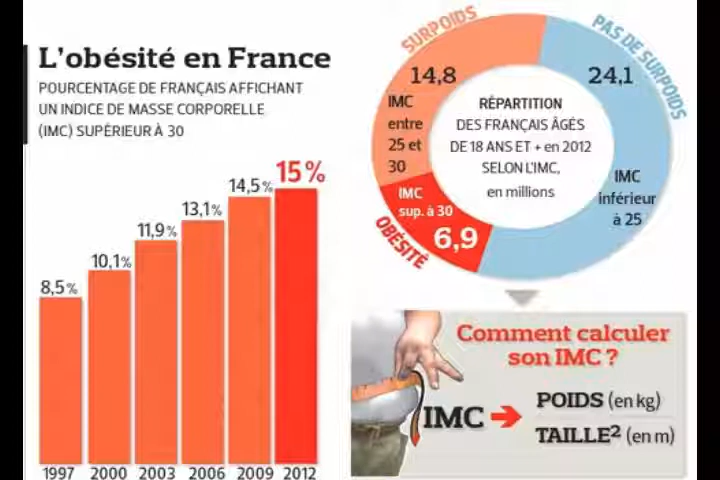 L'obésité en France
POURCENTAGE DE FRANÇAIS AFFICHANT
UN INDICE DE MASSE CORPORELLE
(IMC) SUPÉRIEUR À 30
8,5%
10,1%
11,9%
13,1%
14,5%
15%
1997
2000
2003
2006
2009
2012
SURPOIDS
14,8
IMC
entre
25 et
30
PAS DE SURPOIDS
24,1
IMC
inférieur
à 25
RÉPARTITION
DES FRANÇAIS ÂGÉS
DE 18 ANS ET + en 2012
SELON L'IMC,
en millions
IMC
sup. à 30
6,9
OBÉSITÉ
Comment calculer
son IMC ?
IMC
POIDS (en kg)
TAILLE² (en m)